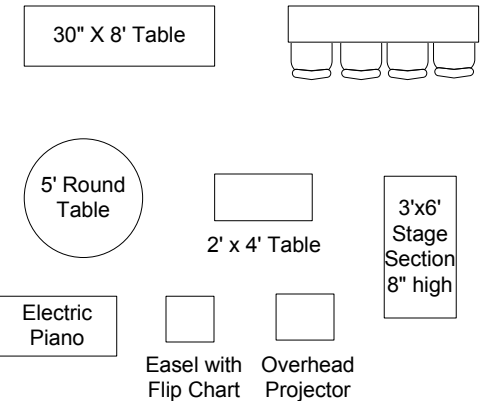 30" X 8' Table
5' Round
Table
2' x 4' Table
3'x6'
Stage
Section
8" high
Electric
Piano
Easel with
Flip Chart
Overhead
Projector